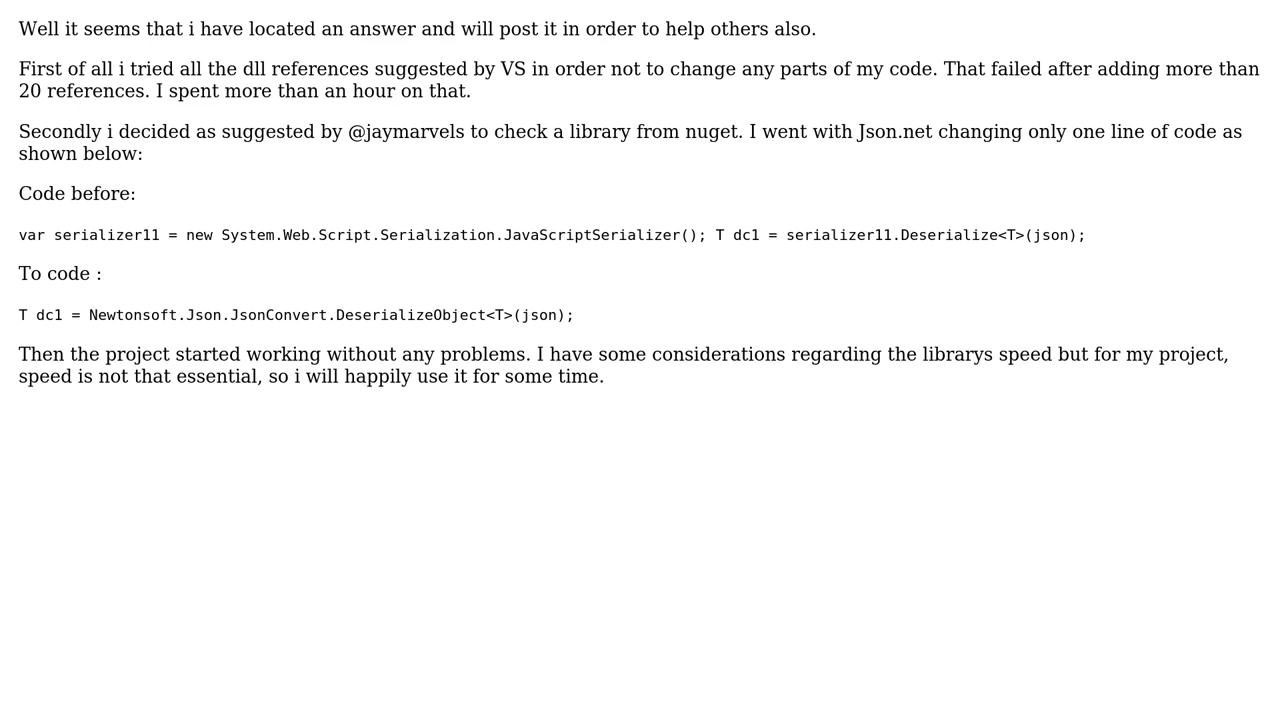 Well it seems that i have located an answer and will post it in order to help others also.
First of all i tried all the dll references suggested by VS in order not to change any parts of my code. That failed after adding more than
20 references. I spent more than an hour on that.
Secondly i decided as suggested by @jaymarvels to check a library from nuget. I went with Json.net changing only one line of code as
shown below:
Code before:
var serializer11 = new System.Web.Script.Serialization.JavaScriptSerializer(); T dc1 = serializer11.Deserialize<T>(json);
To code :
T dc1 = Newtonsoft.Json.JsonConvert.DeserializeObject<T>(json);
Then the project started working without any problems. I have some considerations regarding the librarys speed but for my project,
speed is not that essential, so i will happily use it for some time.